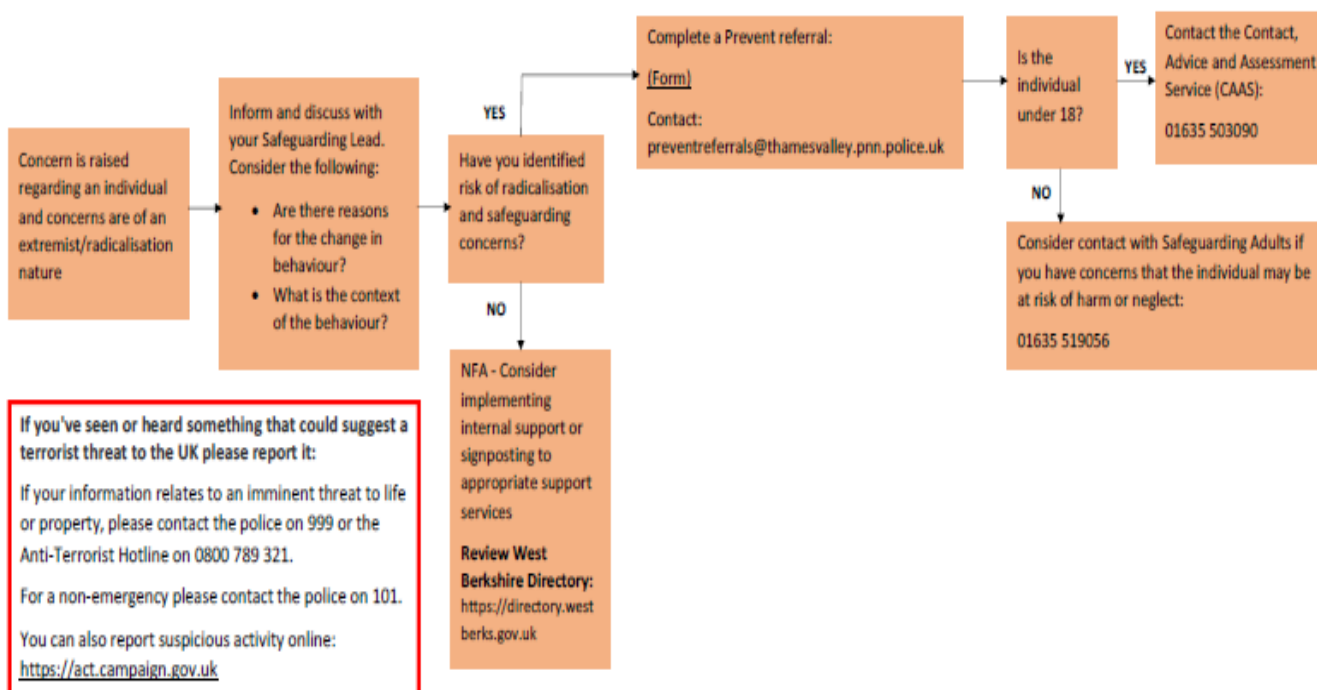 Concern is raised
regarding an individual
and concerns are of an
extremist/radicalisation
nature
Inform and discuss with
your Safeguarding Lead.
Consider the following:
• Are there reasons
for the change in
behaviour?
• What is the context
of the behaviour?
YES
Have you identified
risk of radicalisation
and safeguarding
concerns?
NO
Complete a Prevent referral:
(Form)
Contact:
preventreferrals@thamesvalley.pnn.police.uk
Is the
individual
under 18?
YES
Contact the Contact,
Advice and Assessment
Service (CAAS):
01635 503090
NO
Consider contact with Safeguarding Adults if
you have concerns that the individual may be
at risk of harm or neglect:
01635 519056
NFA - Consider
implementing
internal support or
signposting to
appropriate support
services
Review West
Berkshire Directory:
https://directory.west
berks.gov.uk
If you've seen or heard something that could suggest a
terrorist threat to the UK please report it:
If your information relates to an imminent threat to life
or property, please contact the police on 999 or the
Anti-Terrorist Hotline on 0800 789 321.
For a non-emergency please contact the police on 101.
You can also report suspicious activity online:
https://act.campaign.gov.uk